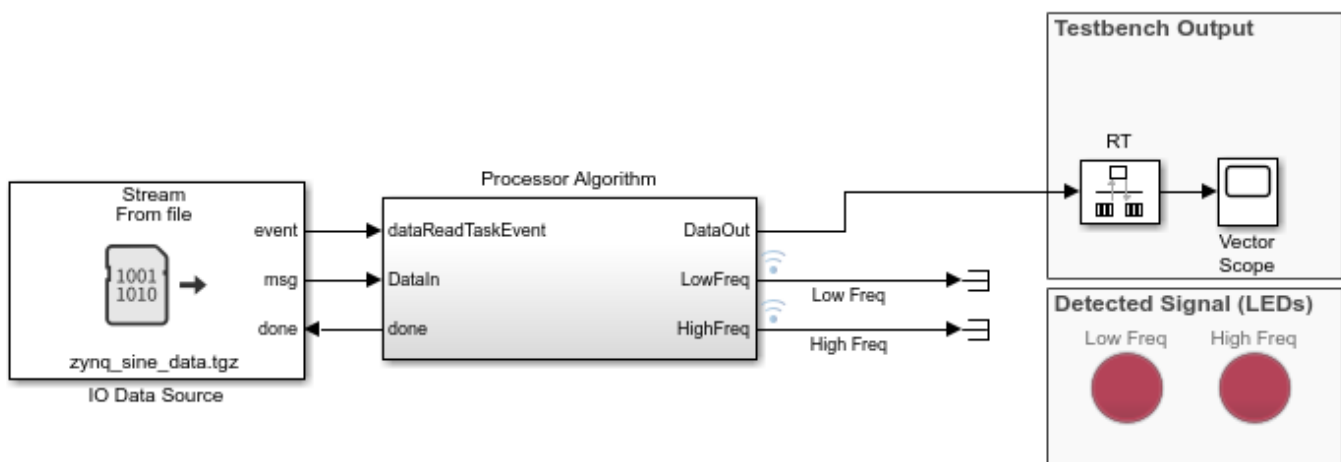 Stream
From file
1001
1010
event
msg
done
zynq_sine_data.tgz
IO Data Source
Processor Algorithm
dataReadTaskEvent
DataIn
done
DataOut
LowFreq
HighFreq
Low Freq
High Freq
Testbench Output
RT
Vector
Scope
Detected Signal (LEDs)
Low Freq High Freq